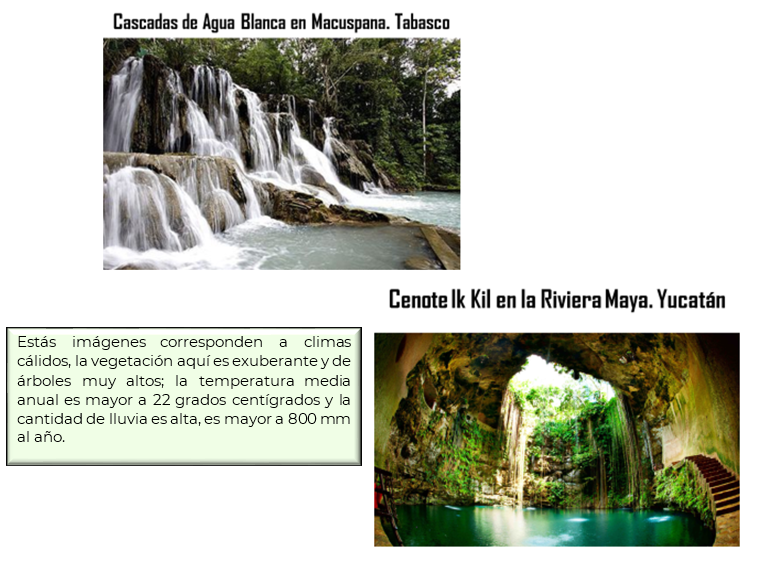 Cascadas de Agua Blanca en Macuspana. Tabasco
Cenote Ik Kil en la Riviera Maya. Yucatán
Estás imágenes corresponden a climas
cálidos, la vegetación aquí es exuberante y de
árboles muy altos; la temperatura media
anual es mayor a 22 grados centígrados y la
cantidad de lluvia es alta, es mayor a 800 mm
al año.